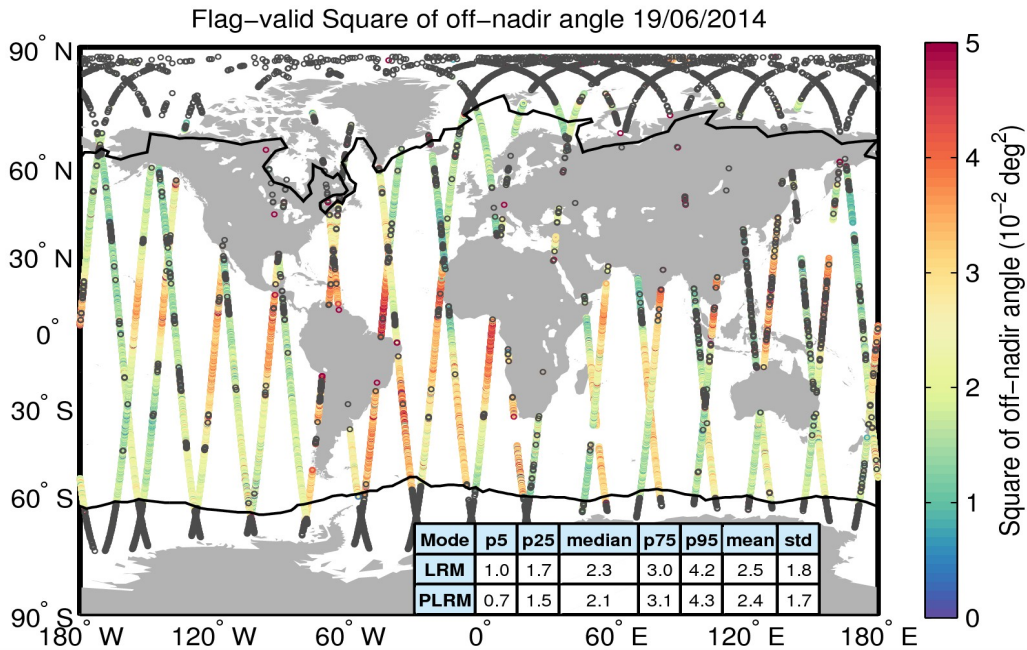 Flag–valid Square of off–nadir angle 19/06/2014
90° N
60° N
30° N
0°
30° S
60° S
90° S
180° W
120° W
60° W
0°
60° E
120° E
180° E
Mode p5 p25 median p75 p95 mean std
LRM 1.0 1.7 2.3 3.0 4.2 2.5 1.8
PLRM 0.7 1.5 2.1 3.1 4.3 2.4 1.7
5
4
3
2
1
0
Square of off–nadir angle (10⁻² deg²)